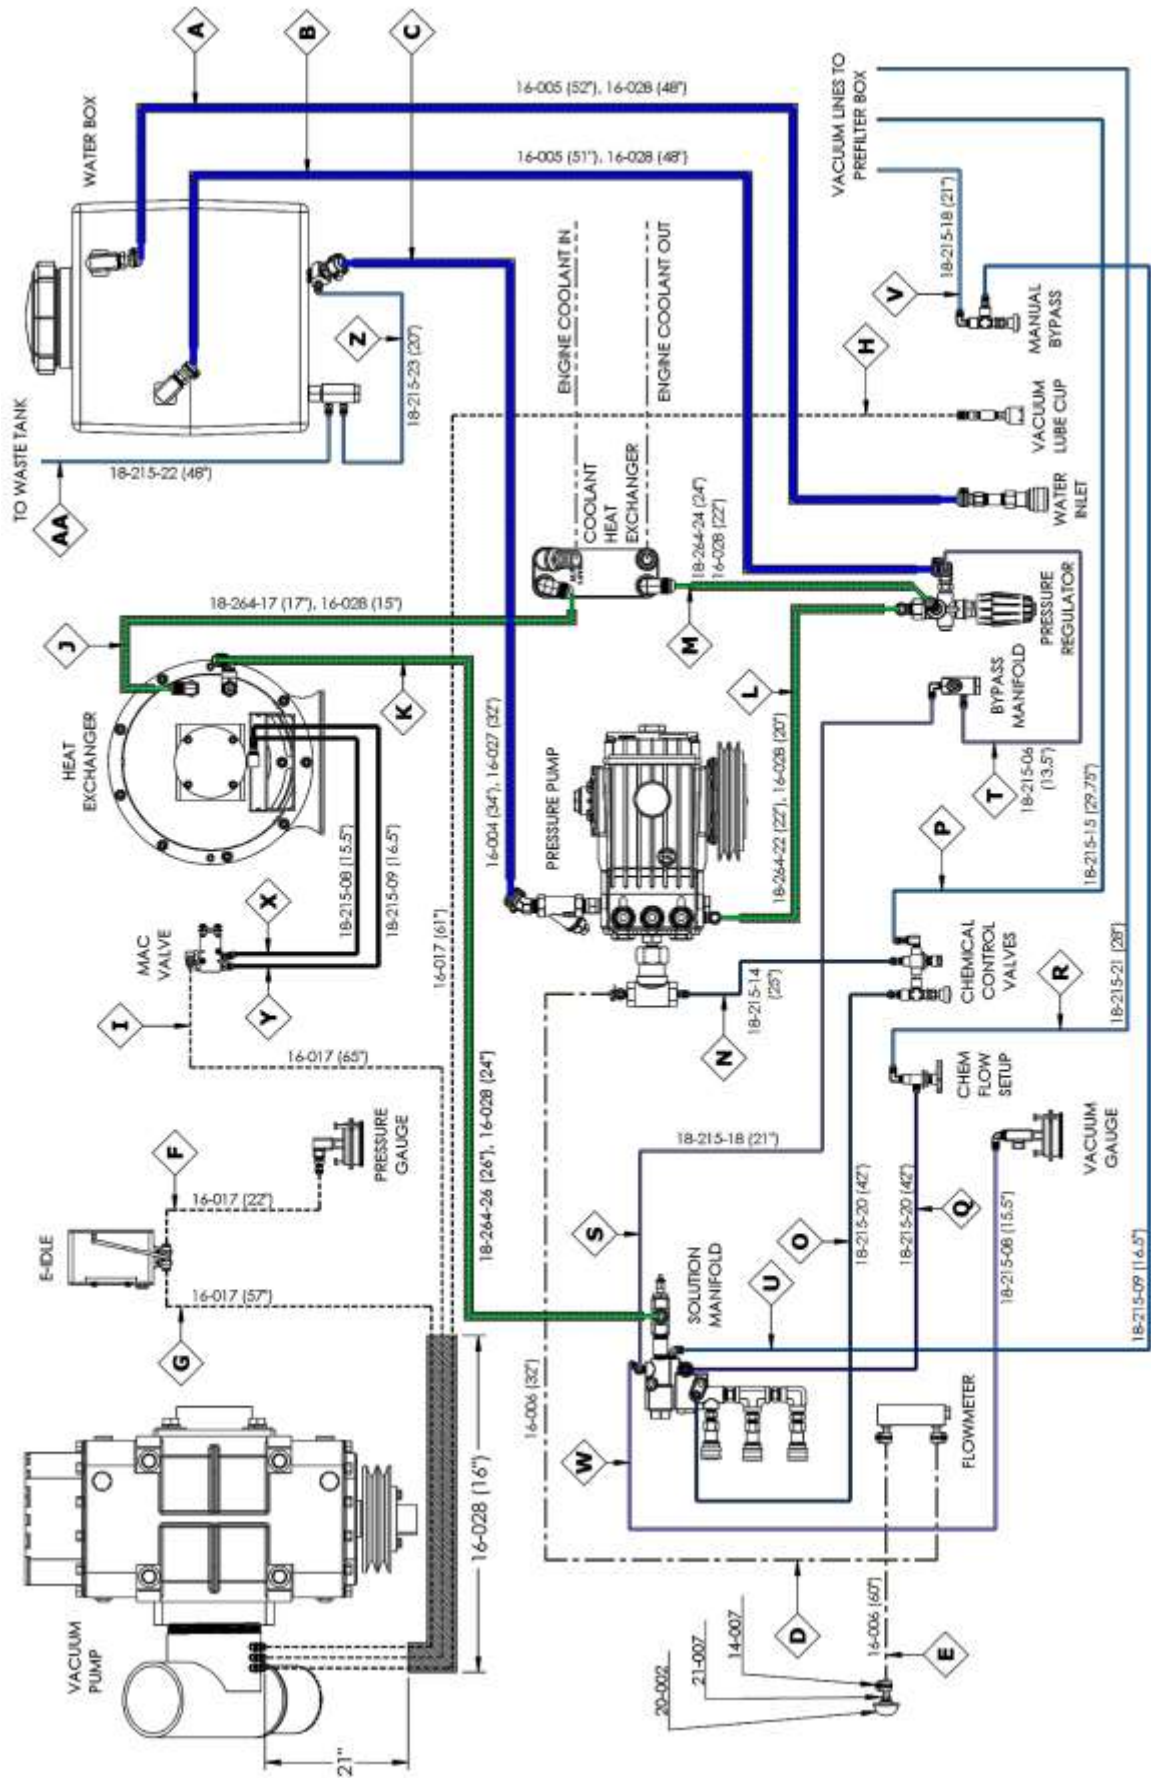 VACUUM
PUMP
21"
16-028 (16")
G
16-017 (57")
E-IDLE
F
16-017 (22")
PRESSURE
GAUGE
I
16-017 (65")
MAC
VALVE
X
Y
18-215-08 (15.5")
18-215-09 (16.5")
HEAT
EXCHANGER
J
18-264-17 (17"), 16-028 (15")
K
18-264-26 (26"), 16-028 (24")
16-017 (61")
TO WASTE TANK
AA
18-215-22 (48")
WATER BOX
A
B
C
16-005 (52"), 16-028 (48")
16-005 (51"), 16-028 (48")
Z
18-215-23 (20")
16-004 (34"), 16-027 (32")
ENGINE COOLANT IN
ENGINE COOLANT OUT
COOLANT
HEAT
EXCHANGER
18-264-24 (24")
16-028 (22")
M
PRESSURE PUMP
L
18-264-22 (22"), 16-028 (20")
N
18-215-14
(25")
16-006 (32")
S
18-215-18 (21")
SOLUTION
MANIFOLD
U
O
18-215-20 (42")
18-215-20 (42")
Q
W
18-215-08 (15.5")
D
E
16-006 (60")
20-002
21-007
14-007
FLOWMETER
VACUUM
GAUGE
CHEM
FLOW
SETUP
R
18-215-21 (28")
CHEMICAL
CONTROL
VALVES
P
18-215-15 (29.75")
T
18-215-06
(13.5")
BYPASS
MANIFOLD
PRESSURE
REGULATOR
WATER
INLET
VACUUM
LUBE CUP
H
MANUAL
BYPASS
V
18-215-18 (21")
VACUUM LINES TO
PREFILTER BOX
18-215-09 (16.5")